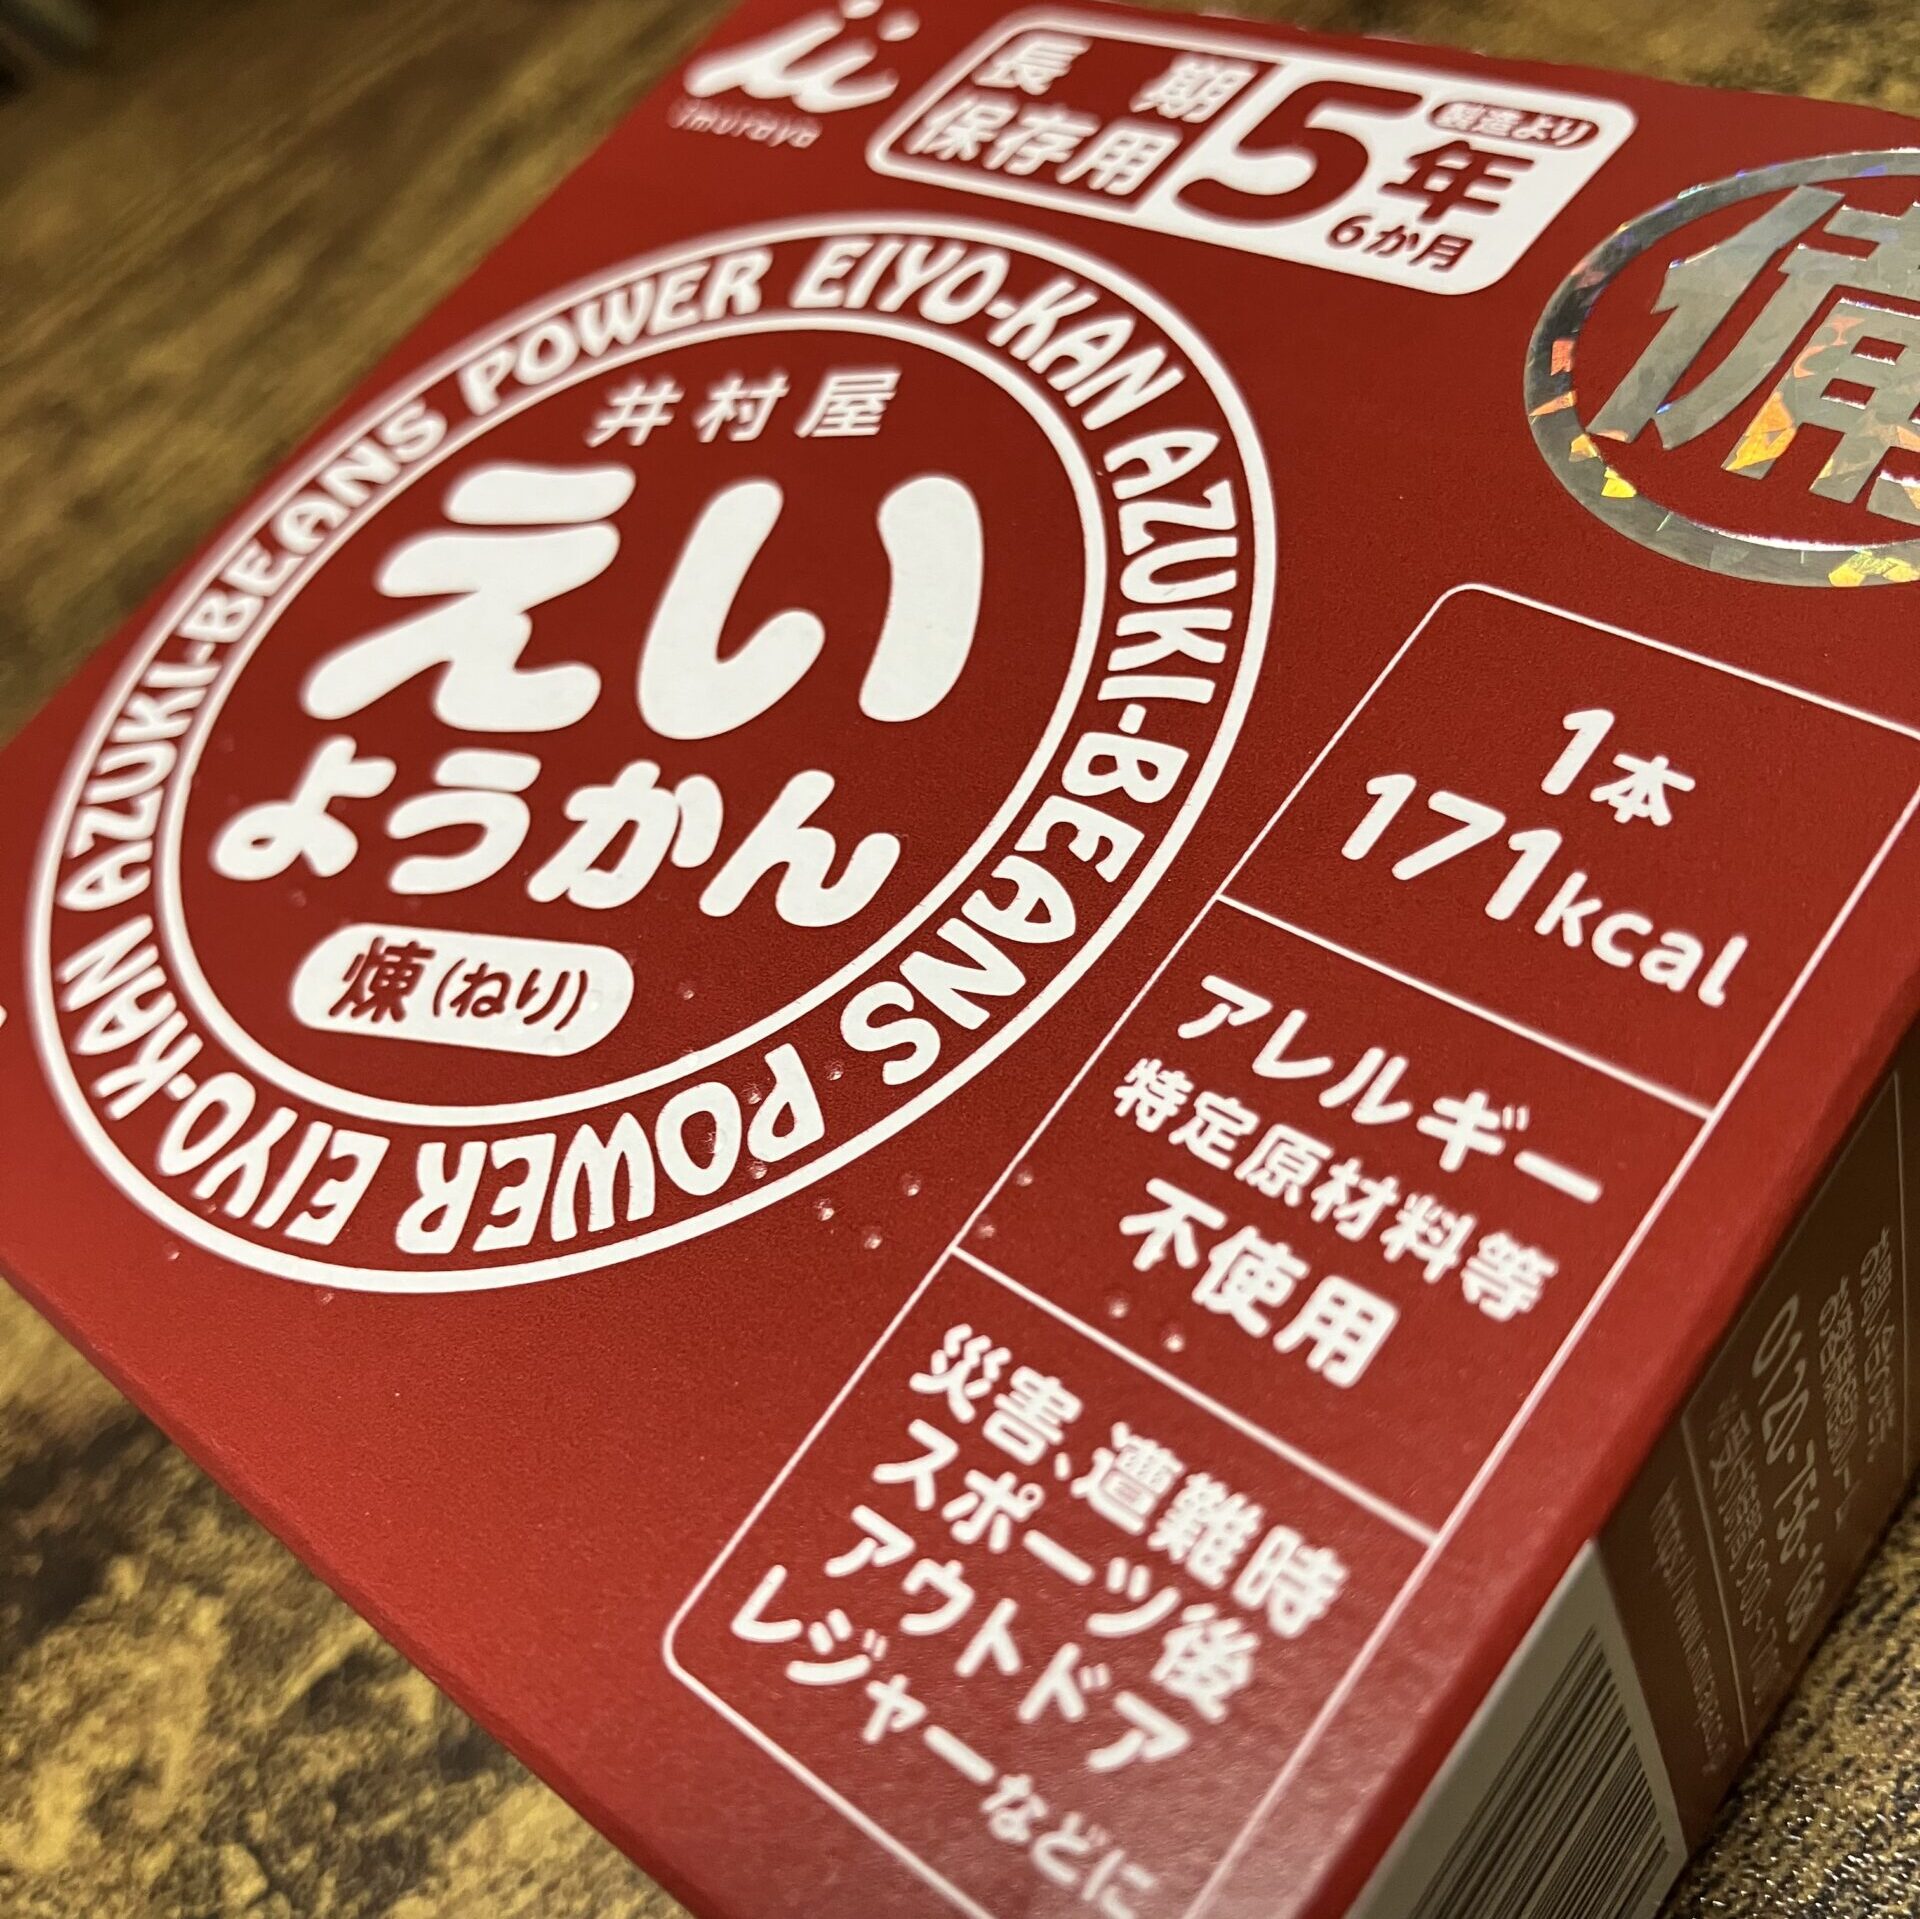 imuraya
長期
保存用
製造より
5年
6か月
備
EIYO-KAN AZUKI-BEANS POWER EIYO-KAN AZUKI-BEANS POWER
井村屋
えい
ようかん
煉(ねり)
1本
171kcal
アレルギー
特定原材料等
不使用
災害、遭難時
スポーツ後
アウトドア
レジャーなどに